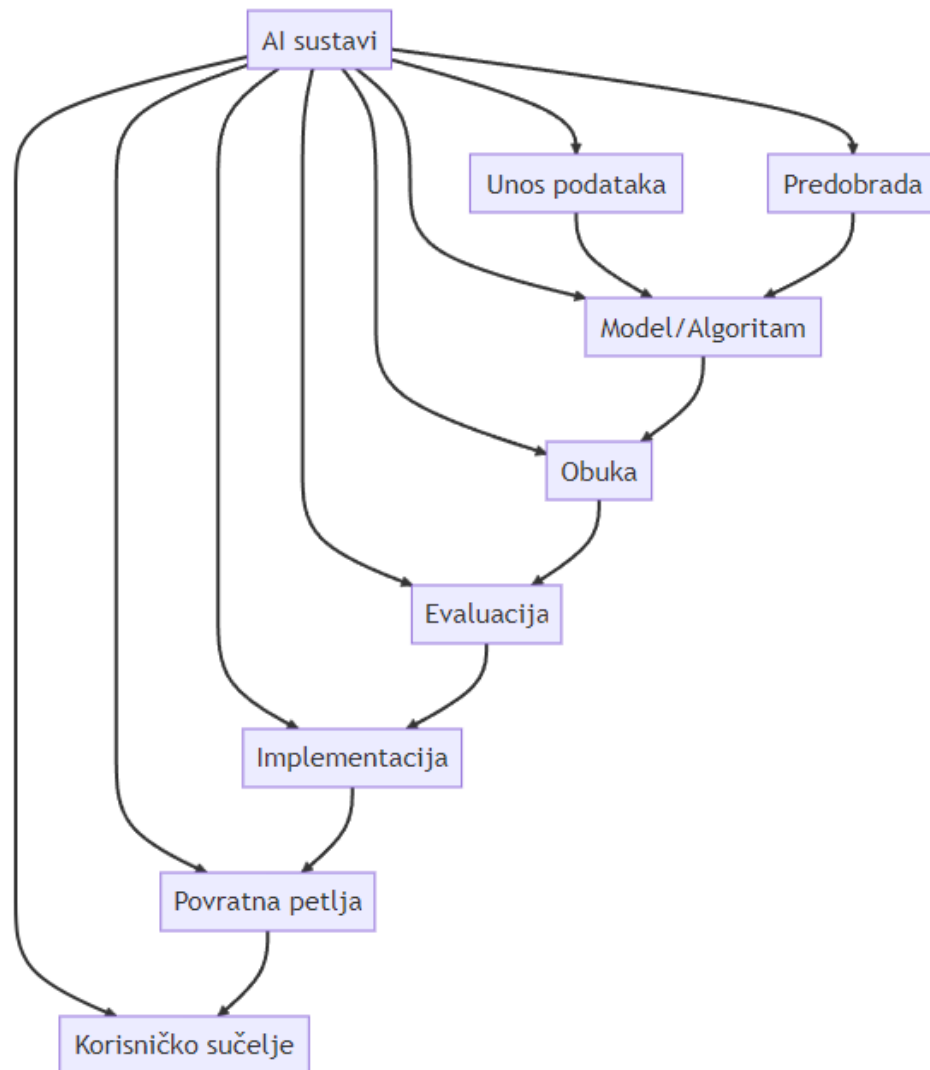 AI sustavi
Unos podataka
Predobrada
Model/Algoritam
Obuka
Evaluacija
Implementacija
Povratna petlja
Korisničko sučelje